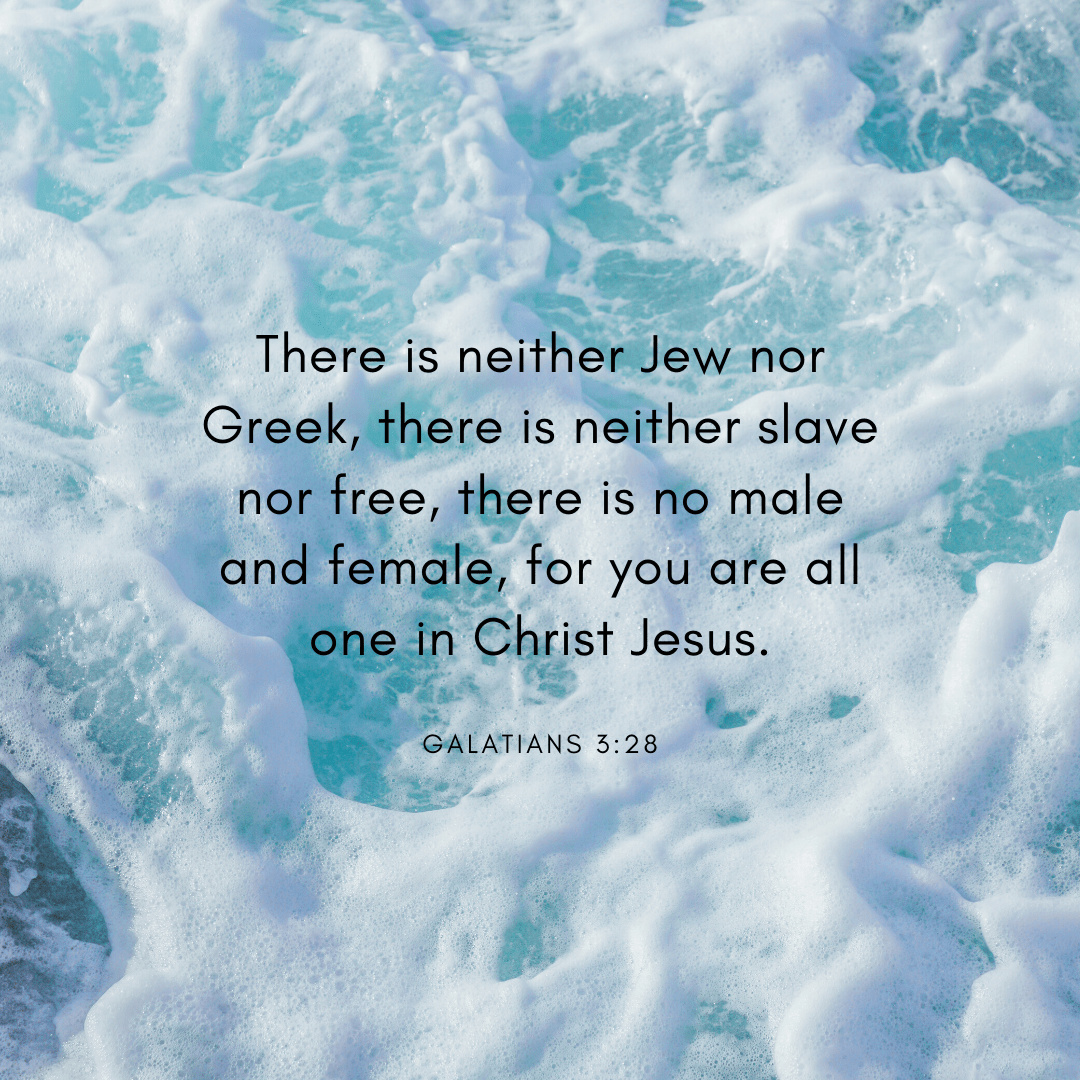 There is neither Jew nor
Greek, there is neither slave
nor free, there is no male
and female, for you are all
one in Christ Jesus.
GALATIANS 3:28